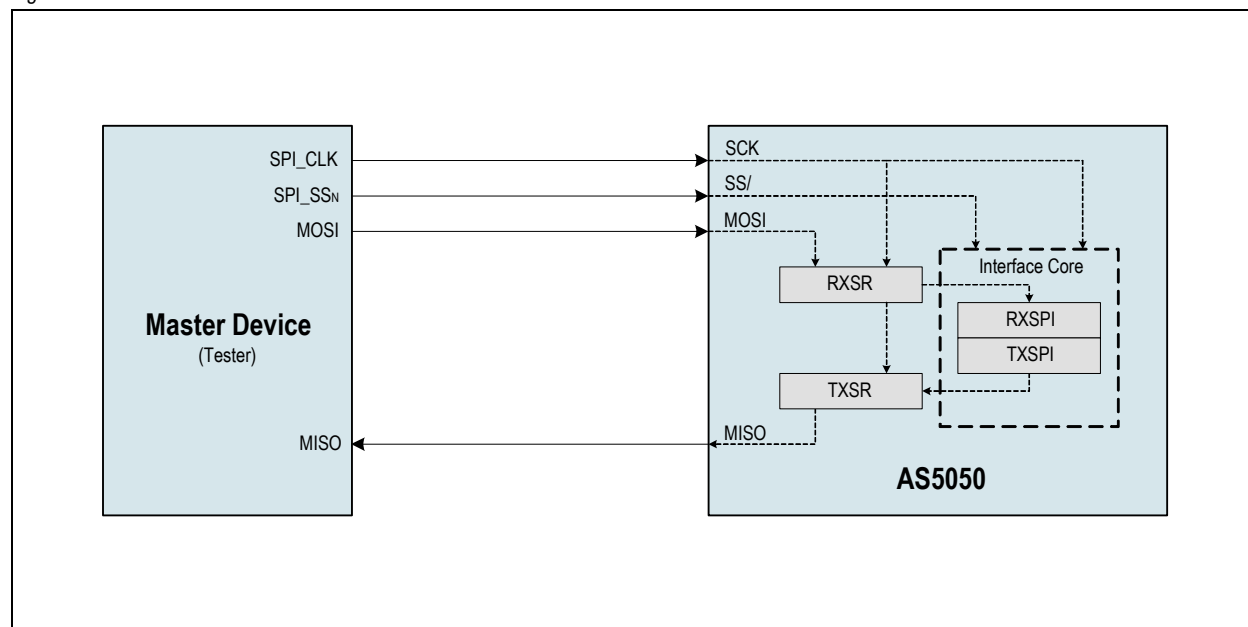 SPI_CLK
SPI_SSN
MOSI
Master Device
(Tester)
MISO
SCK
SS/
MOSI
Interface Core
RXSR
RXSPI
TXSPI
TXSR
MISO
AS5050